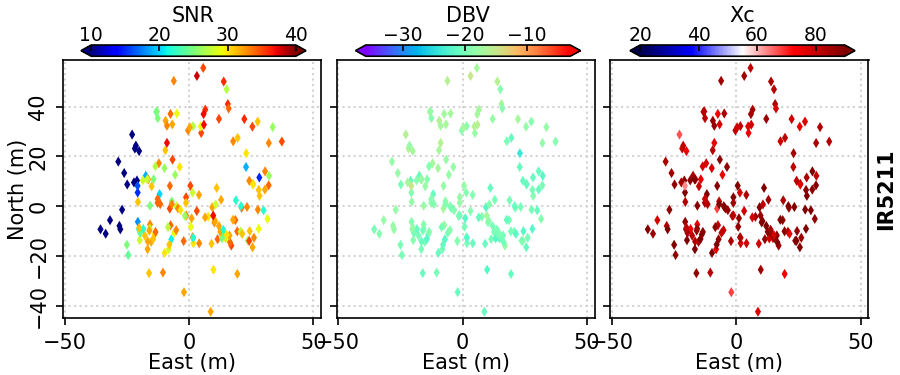 SNR DBV Xc
10 20 30 40 −30 −20 −10 20 40 60 80
North (m)
40
20
0
−20
−40
−50 0 50 −50 0 50 −50 0 50
East (m) East (m) East (m)
IR5211